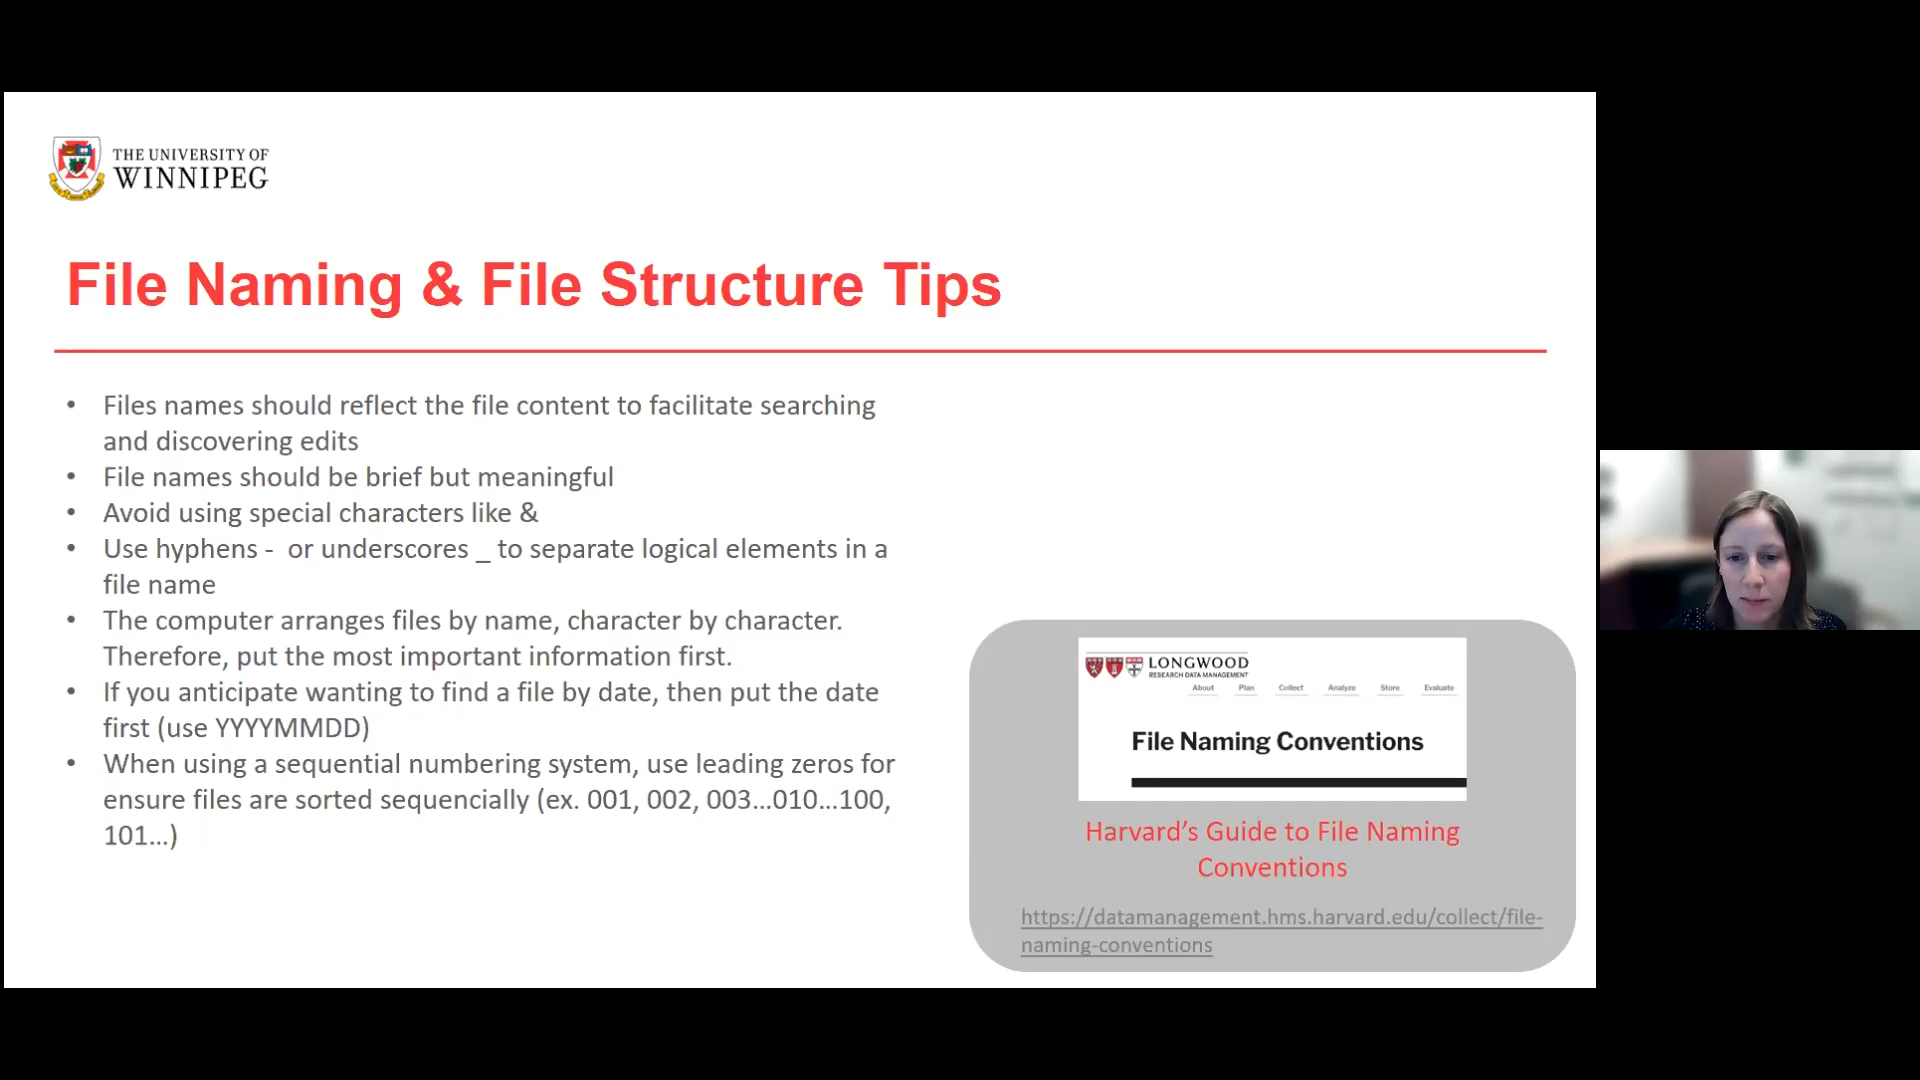 THE UNIVERSITY OF
WINNIPEG
File Naming & File Structure Tips
• Files names should reflect the file content to facilitate searching
and discovering edits
• File names should be brief but meaningful
• Avoid using special characters like &
• Use hyphens -  or underscores _ to separate logical elements in a
file name
• The computer arranges files by name, character by character.
Therefore, put the most important information first.
• If you anticipate wanting to find a file by date, then put the date
first (use YYYYMMDD)
• When using a sequential numbering system, use leading zeros for
ensure files are sorted sequencially (ex. 001, 002, 003...010...100,
101...)
LONGWOOD
RESEARCH DATA MANAGEMENT
About Plan Collect Analyze Store Evaluate
File Naming Conventions
Harvard’s Guide to File Naming
Conventions
https://datamanagement.hms.harvard.edu/collect/file-
naming-conventions